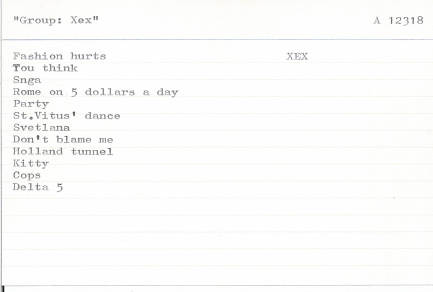 "Group: Xex" A 12318
Fashion hurts XEX
Tou think
Snga
Rome on 5 dollars a day
Party
St.Vitus' dance
Svetlana
Don't blame me
Holland tunnel
Kitty
Cops
Delta 5